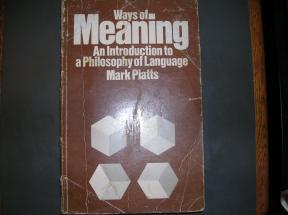 Ways of
Meaning
An Introduction to
a Philosophy of Language
Mark Platts